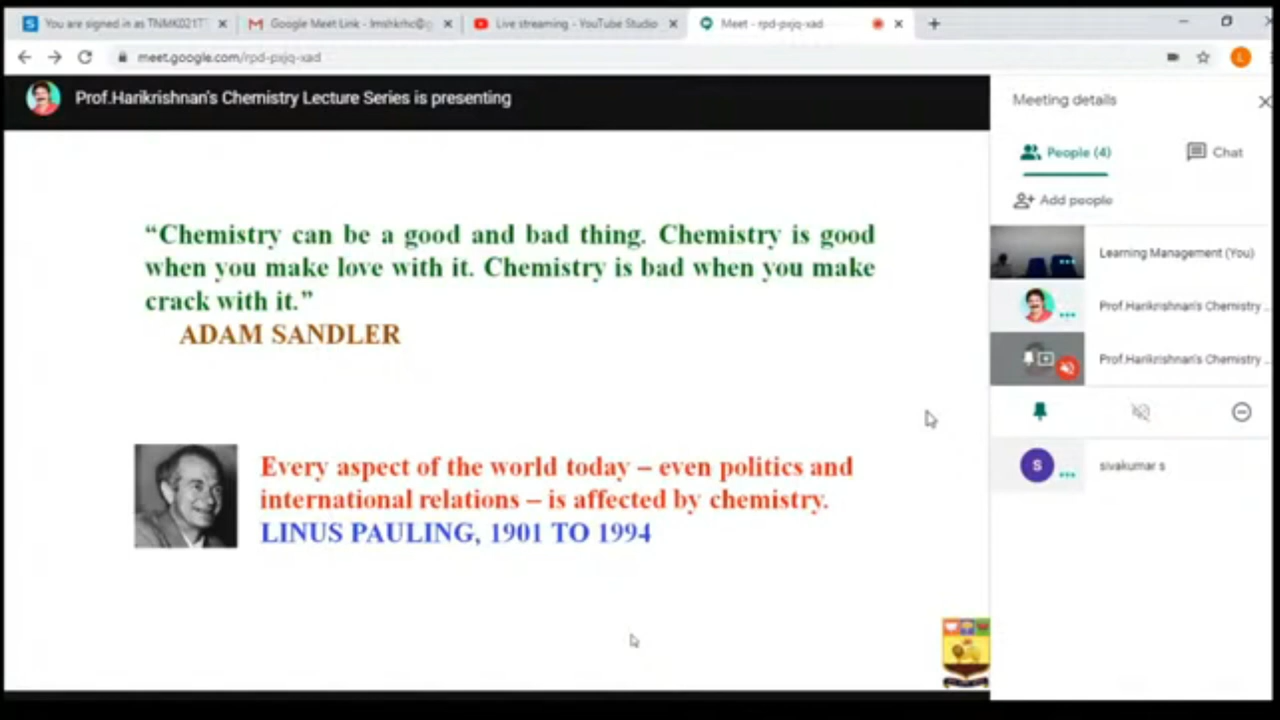 You are signed in as TNMK021T
Google Meet Link - lmshkrhc@g
Live streaming - YouTube Studio
Meet - rpd-pxjq-xad
meet.google.com/rpd-pxjq-xad
L
Prof.Harikrishnan's Chemistry Lecture Series is presenting
“Chemistry can be a good and bad thing. Chemistry is good
when you make love with it. Chemistry is bad when you make
crack with it.”
ADAM SANDLER
Every aspect of the world today – even politics and
international relations – is affected by chemistry.
LINUS PAULING, 1901 TO 1994
Meeting details
People (4)
Chat
Add people
Learning Management (You)
Prof.Harikrishnan's Chemistry ...
Prof.Harikrishnan's Chemistry ...
S
sivakumar s